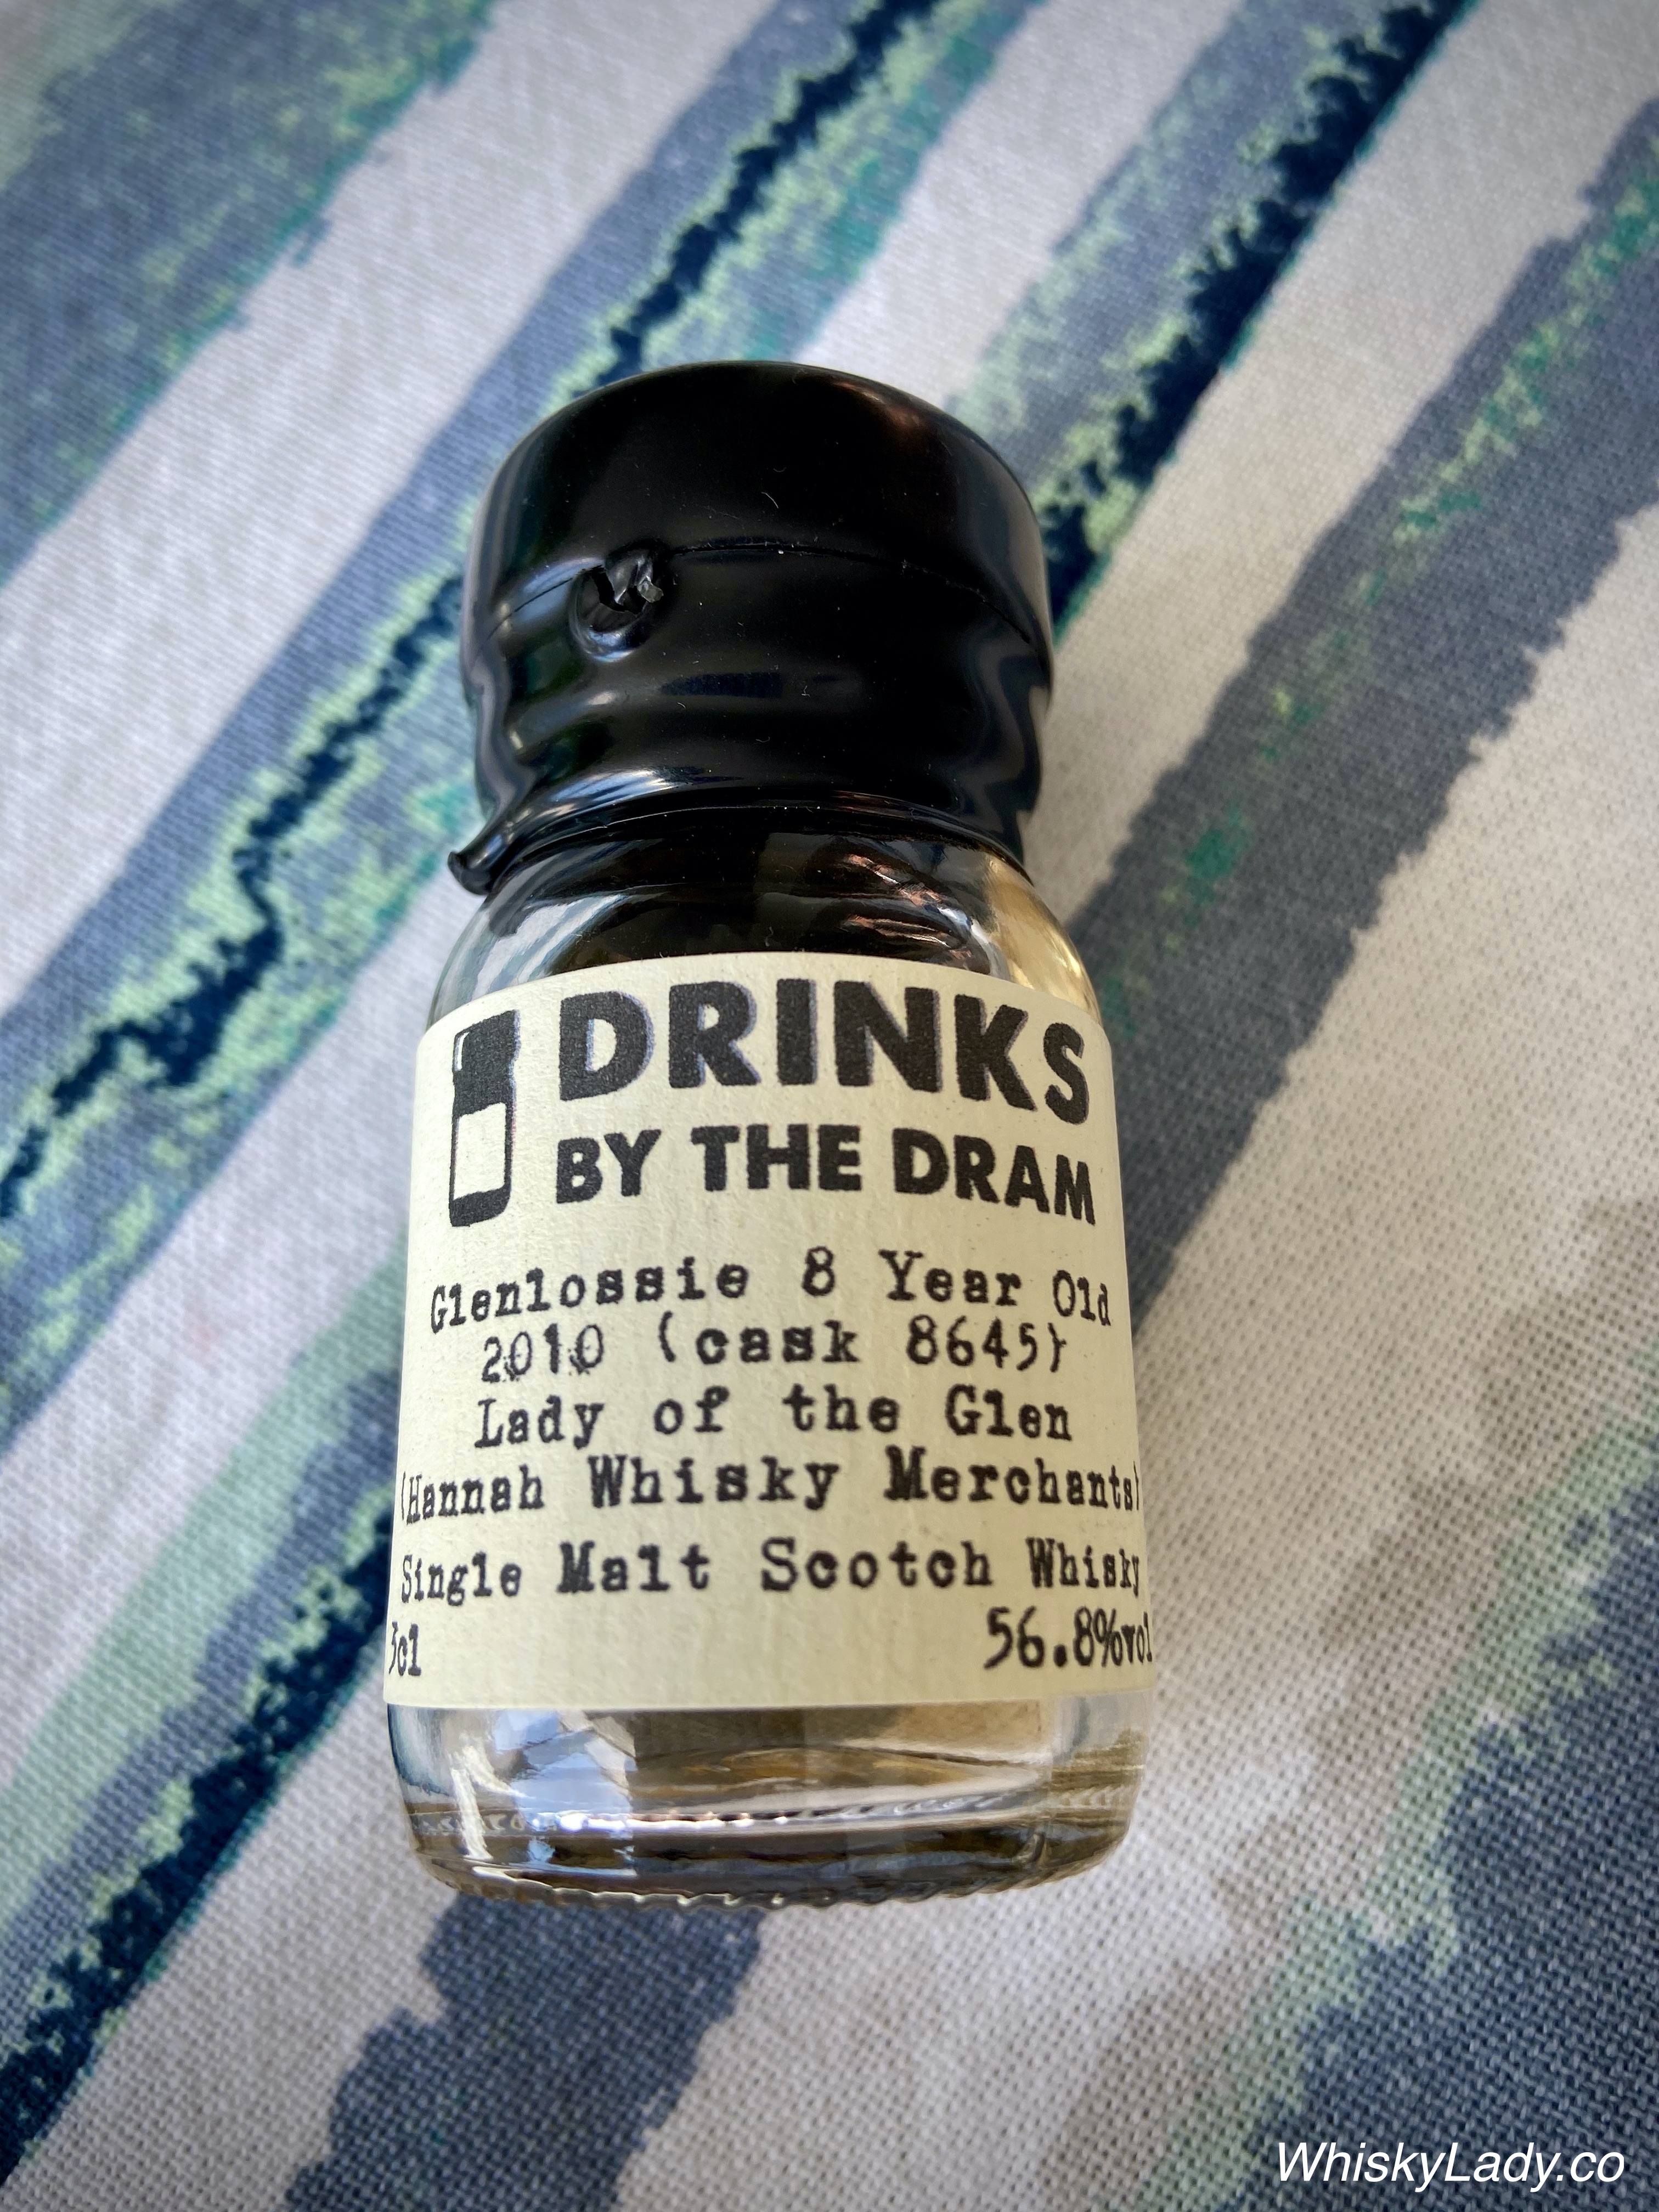 DRINKS
BY THE DRAM
Glenlossie 8 Year Old
2010 (cask 8645)
Lady of the Glen
(Hannah Whisky Merchants)
Single Malt Scotch Whisky
3cl 56.8%vol
WhiskyLady.co